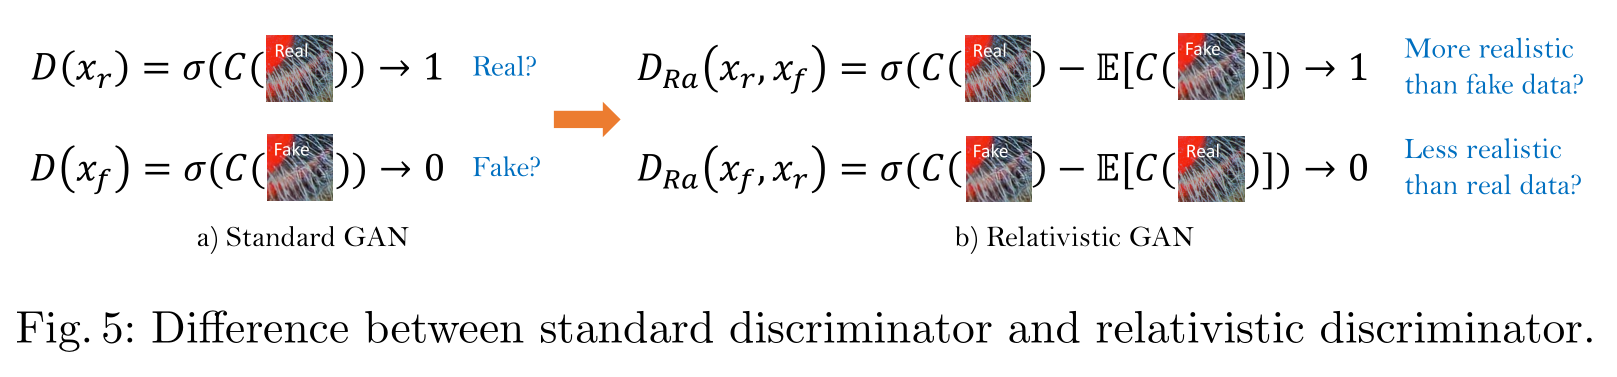 D(x_r) = σ(C(Real)) → 1 Real?
D(x_f) = σ(C(Fake)) → 0 Fake?
a) Standard GAN
D_Ra(x_r, x_f) = σ(C(Real) − 𝔼[C(Fake)]) → 1
More realistic
than fake data?
D_Ra(x_f, x_r) = σ(C(Fake) − 𝔼[C(Real)]) → 0
Less realistic
than real data?
b) Relativistic GAN
Fig. 5: Difference between standard discriminator and relativistic discriminator.